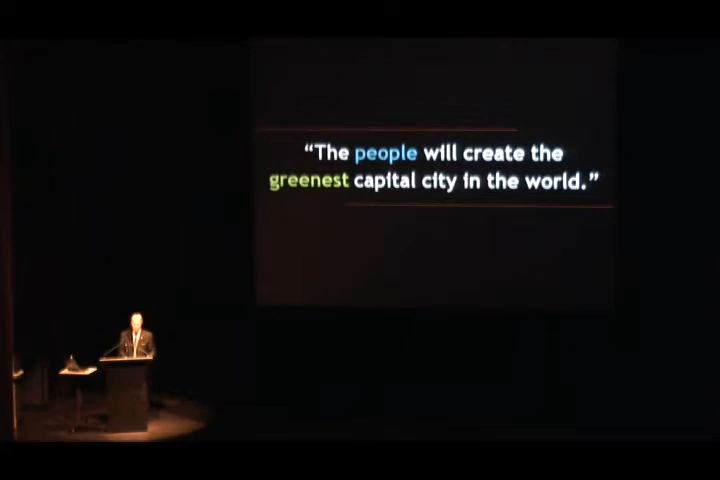 “The people will create the
greenest capital city in the world.”